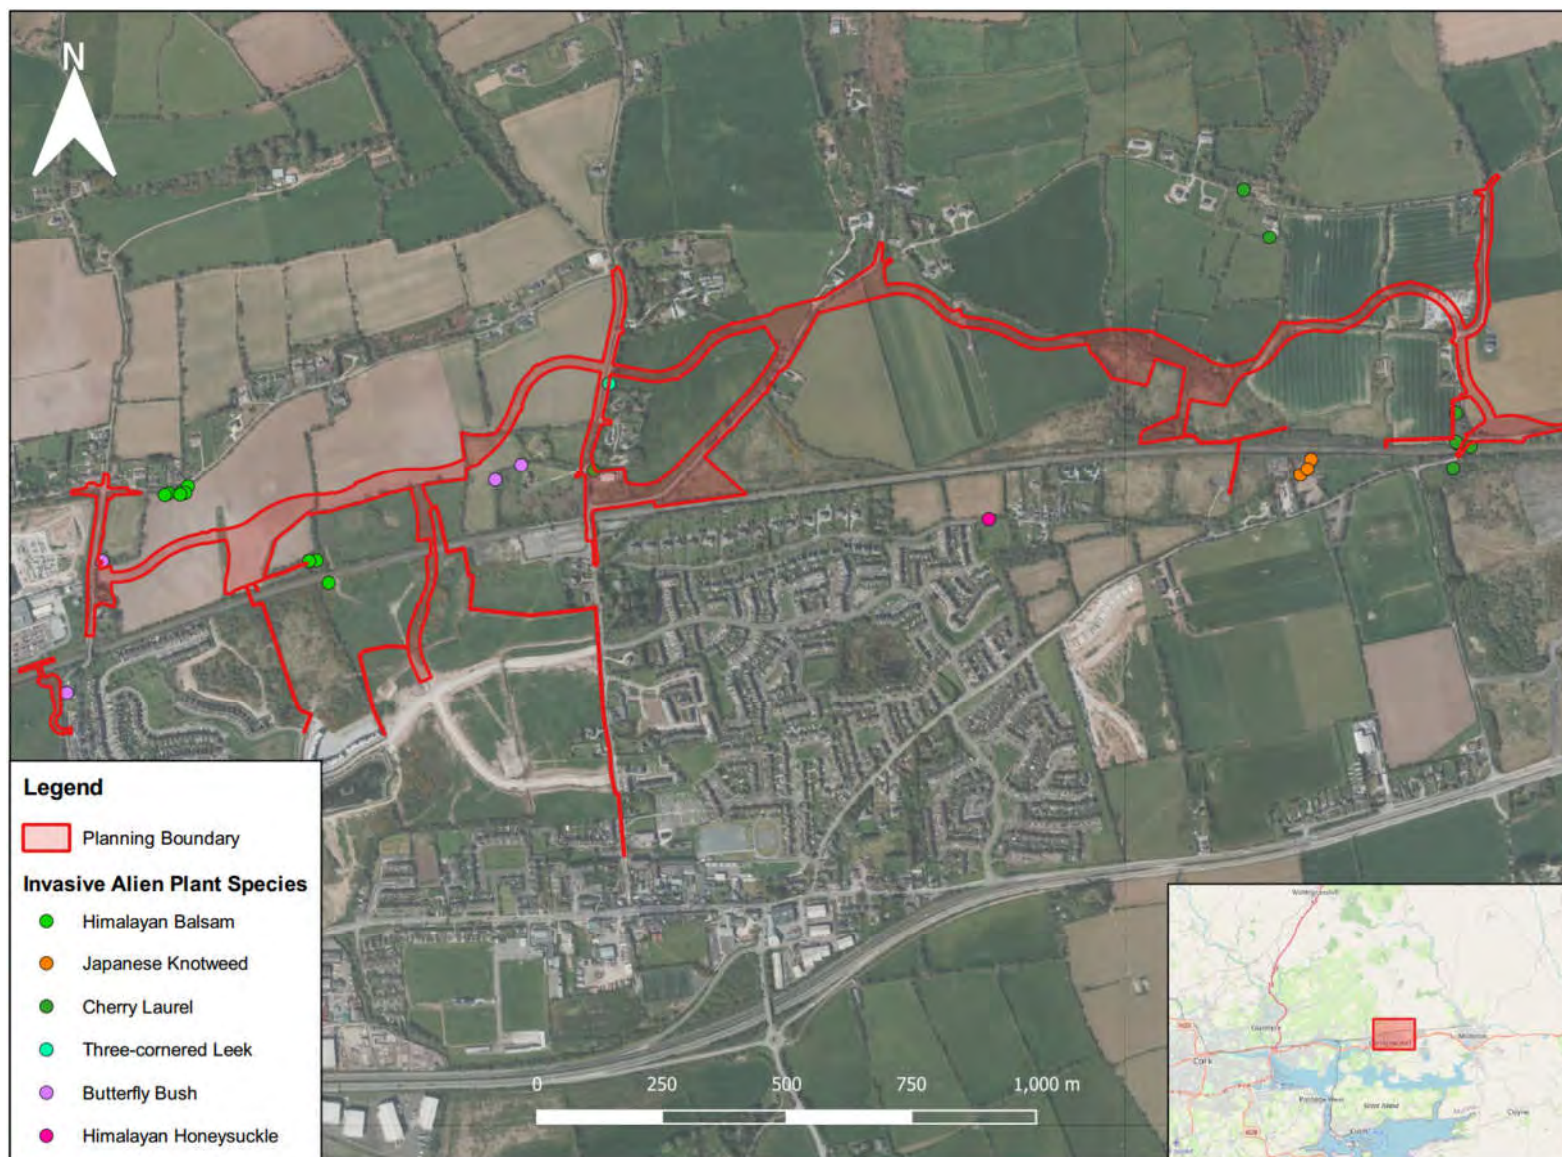 N
Legend
Planning Boundary
Invasive Alien Plant Species
Himalayan Balsam
Japanese Knotweed
Cherry Laurel
Three-cornered Leek
Butterfly Bush
Himalayan Honeysuckle
0 250 500 750 1,000 m
Cork